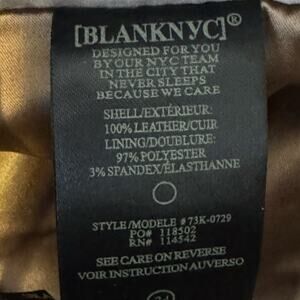 [BLANKNYC]®
DESIGNED FOR YOU
BY OUR NYC TEAM
IN THE CITY THAT
NEVER SLEEPS
BECAUSE WE CARE
SHELL/EXTÉRIEUR:
100% LEATHER/CUIR
LINING/DOUBLURE:
97% POLYESTER
3% SPANDEX/ÉLASTHANNE
STYLE/MODELE #73K-0729
PO# 118502
RN# 114542
SEE CARE ON REVERSE
VOIR INSTRUCTION AUVERSO